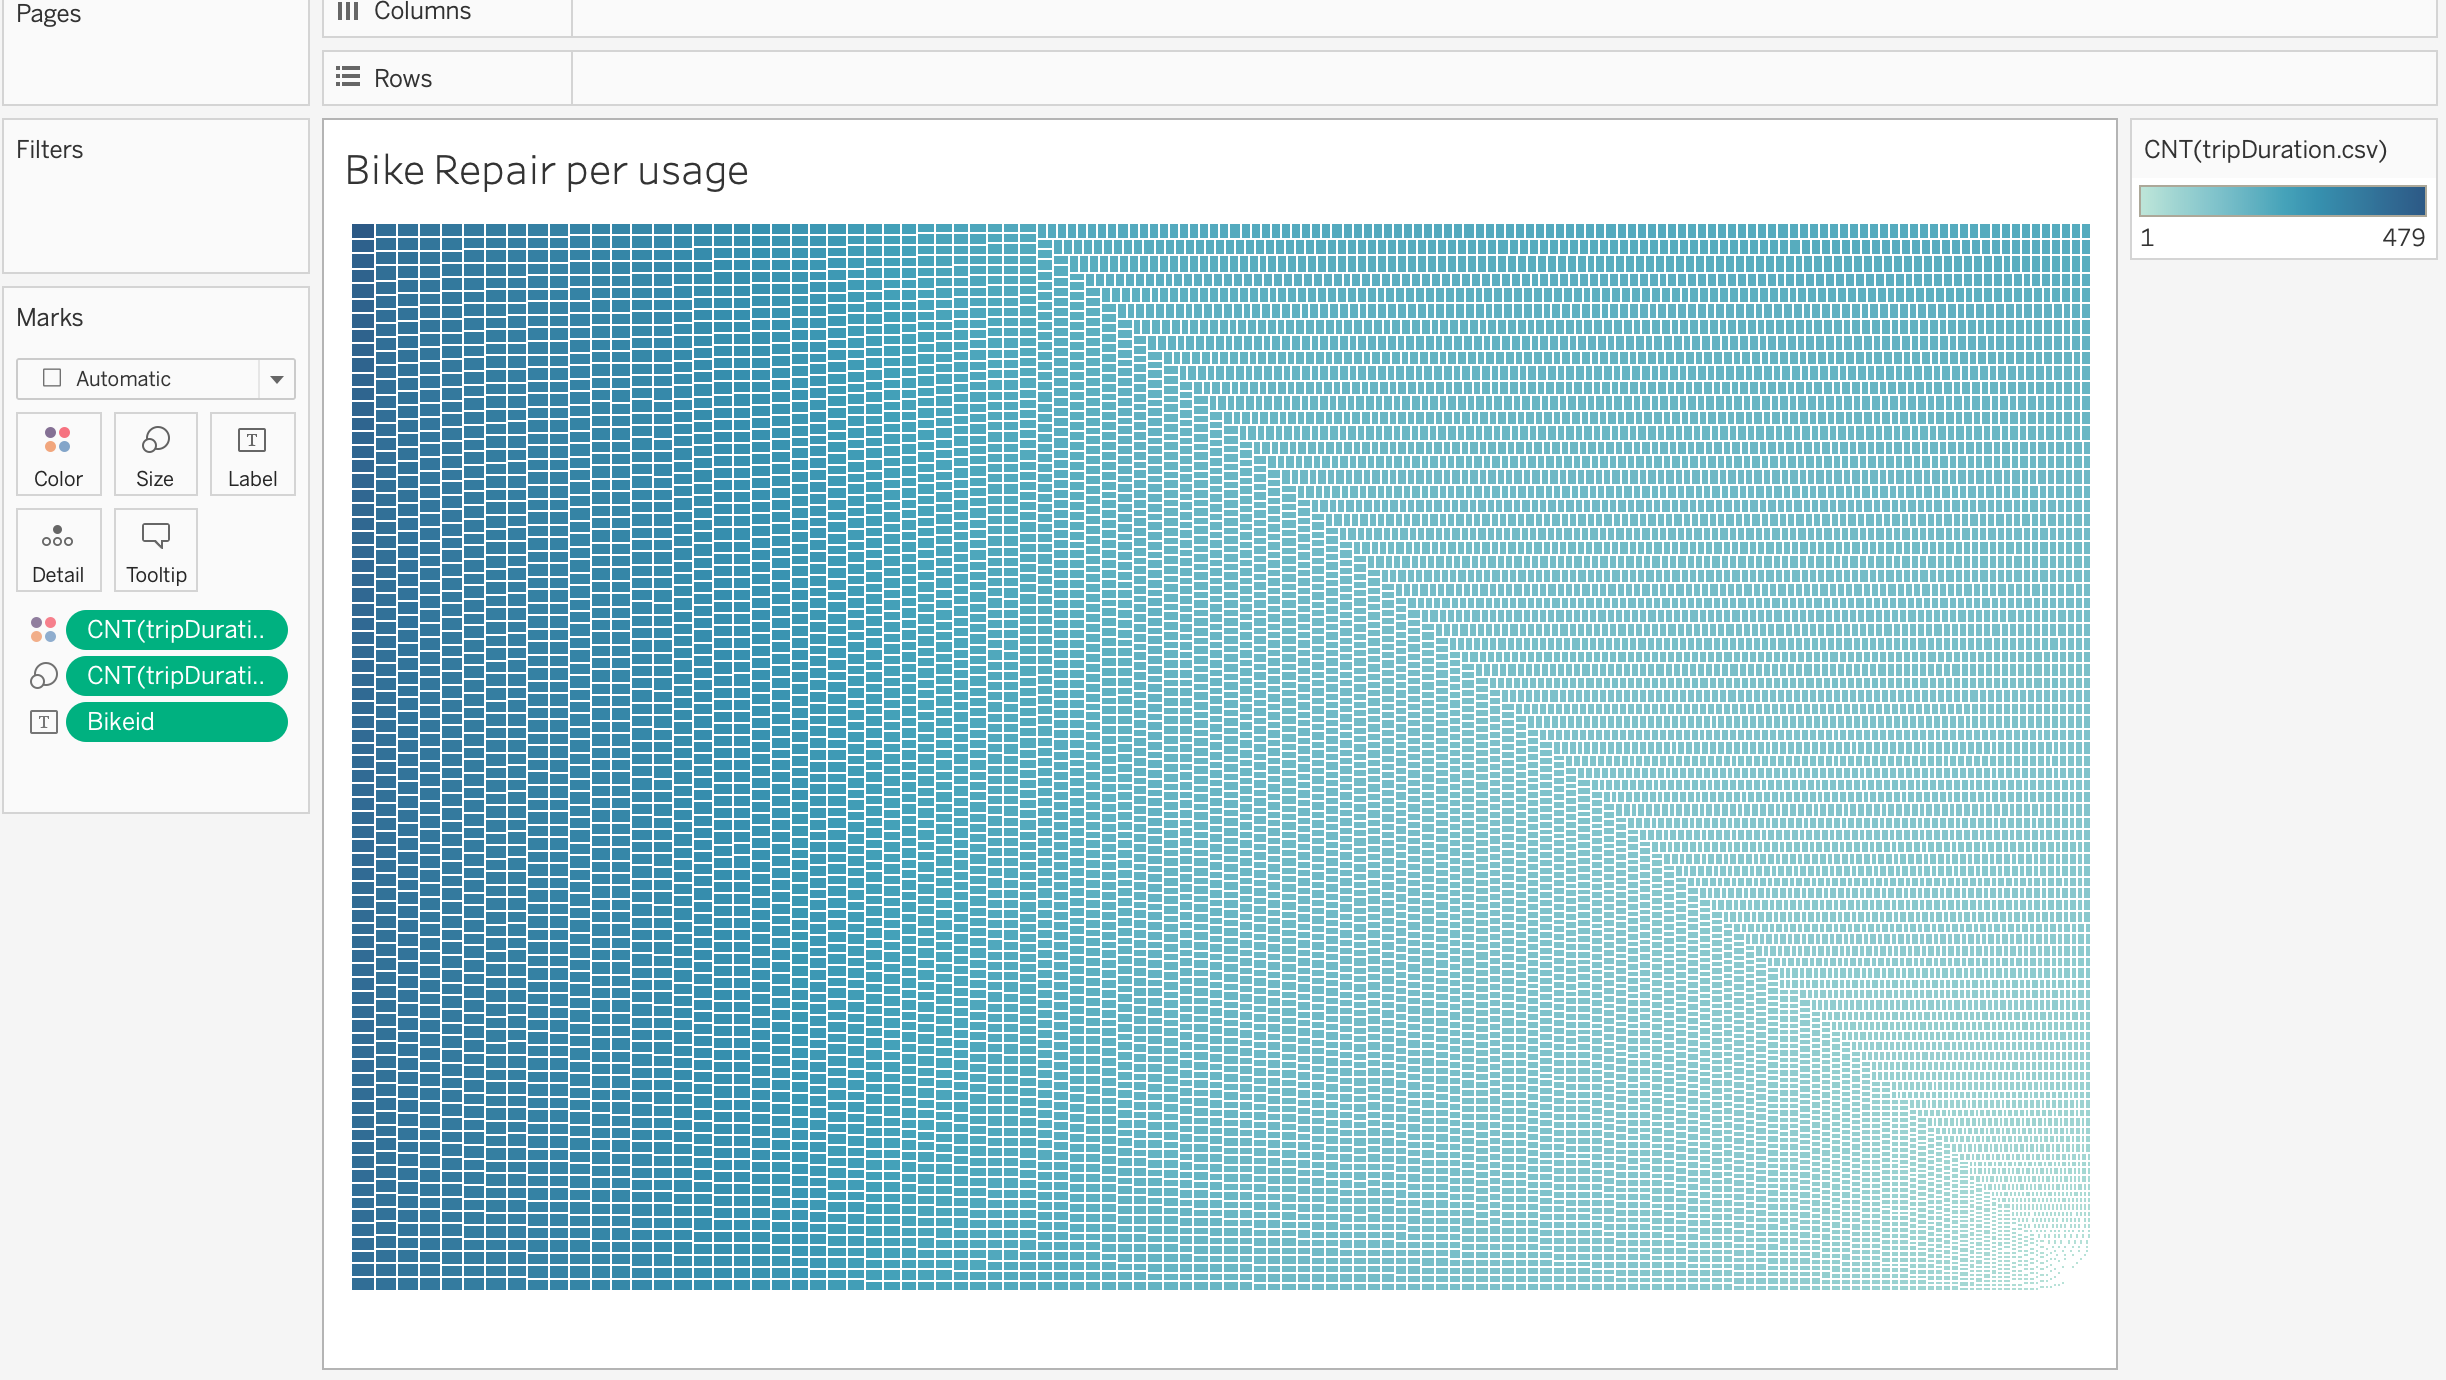 Pages
Columns
Rows
Filters
Marks
Automatic
Color
Size
T
Label
Detail
Tooltip
CNT(tripDurati..
CNT(tripDurati..
T
Bikeid
Bike Repair per usage
CNT(tripDuration.csv)
1
479